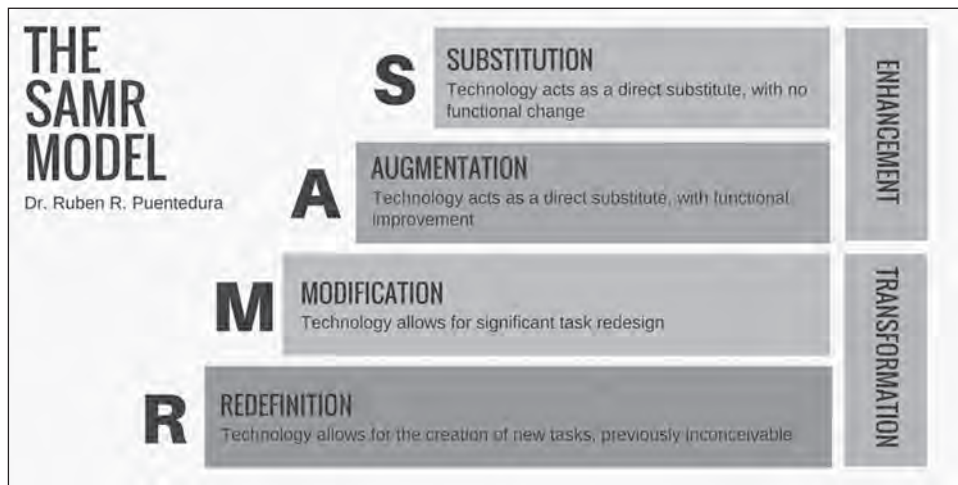 THE
SAMR
MODEL
Dr. Ruben R. Puentedura
S
SUBSTITUTION
Technology acts as a direct substitute, with no
functional change
A
AUGMENTATION
Technology acts as a direct substitute, with functional
improvement
M
MODIFICATION
Technology allows for significant task redesign
R
REDEFINITION
Technology allows for the creation of new tasks, previously inconceivable
ENHANCEMENT
TRANSFORMATION